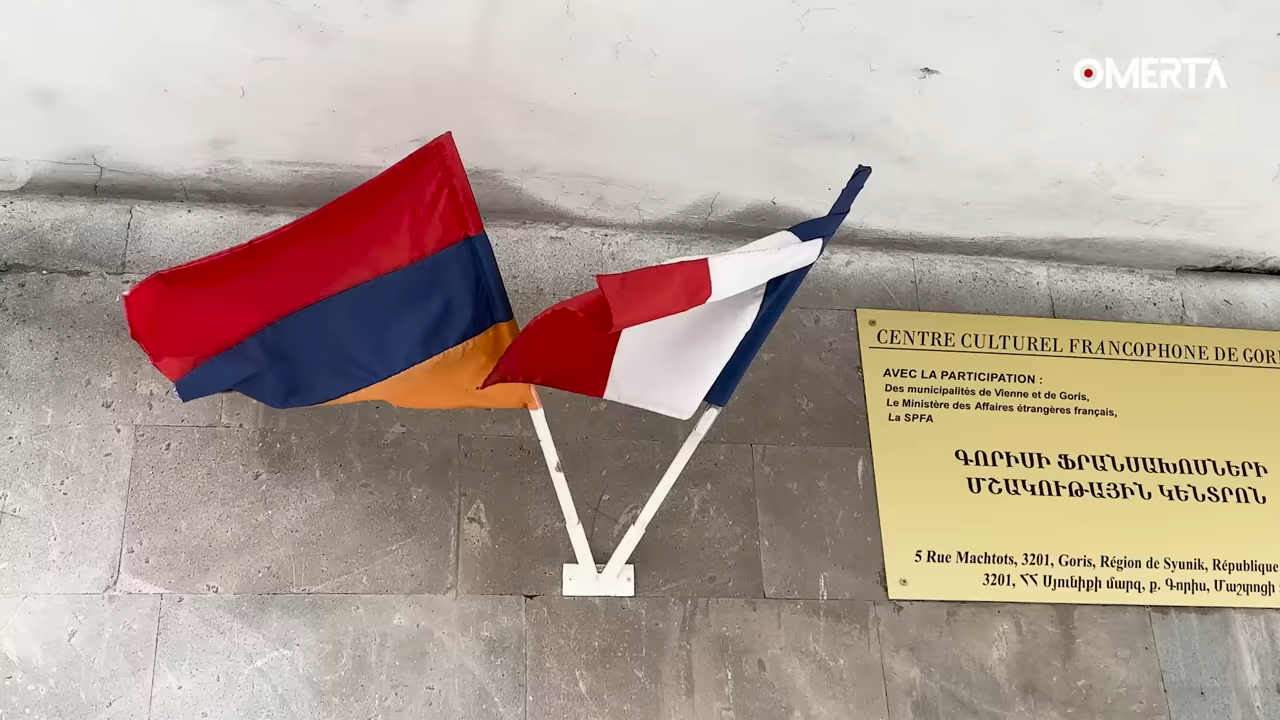 OMERTA
CENTRE CULTUREL FRANCOPHONE DE GORI
AVEC LA PARTICIPATION :
Des municipalités de Vienne et de Goris,
Le Ministère des Affaires étrangères français,
La SPFA
ԳՈՐԻՍԻ ՖՐԱՆՍԱԽՈՍՆԵՐԻ
ՄՇԱԿՈՒԹԱՅԻՆ ԿԵՆՏՐՈՆ
5 Rue Machtots, 3201, Goris, Région de Syunik, République
3201, ՀՀ Սյունիքի մարզ, ք. Գորիս, Մաշտոցի